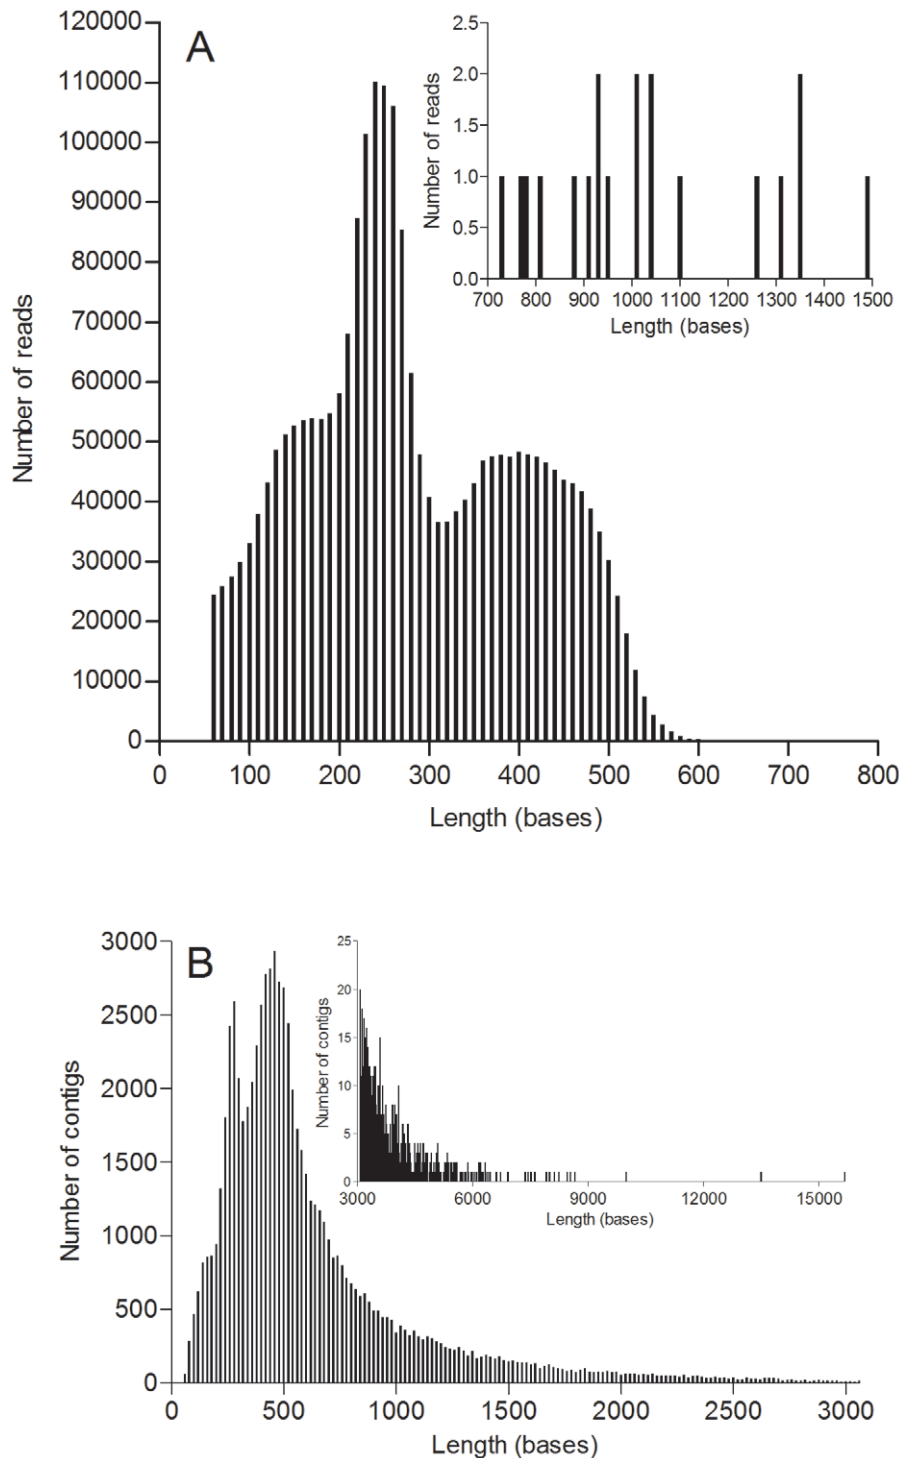 A
120000
110000
100000
90000
80000
70000
60000
50000
40000
30000
20000
10000
0
Number of reads
0 100 200 300 400 500 600 700 800
Length (bases)
2.5
2.0
1.5
1.0
0.5
0.0
Number of reads
700 800 900 1000 1100 1200 1300 1400 1500
Length (bases)
B
3000
2500
2000
1500
1000
500
0
Number of contigs
0 500 1000 1500 2000 2500 3000
Length (bases)
25
20
15
10
5
0
Number of contigs
3000 6000 9000 12000 15000
Length (bases)